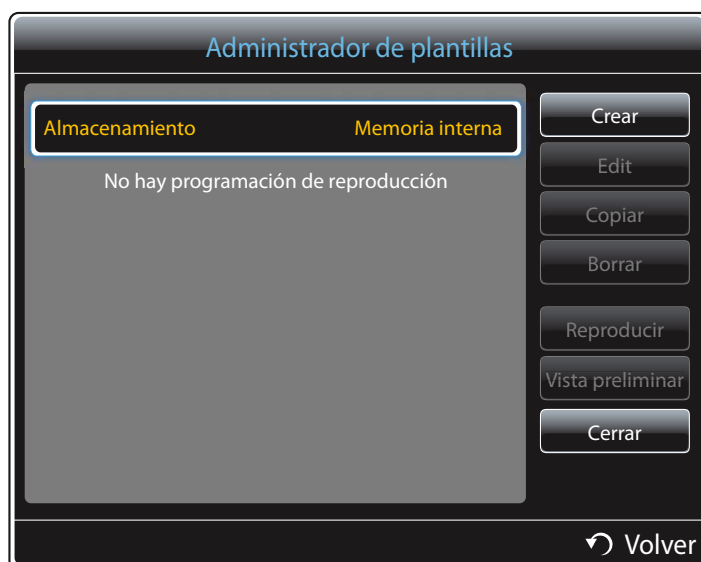 Administrador de plantillas
Almacenamiento Memoria interna
No hay programación de reproducción
Crear
Edit
Copiar
Borrar
Reproducir
Vista preliminar
Cerrar
Volver